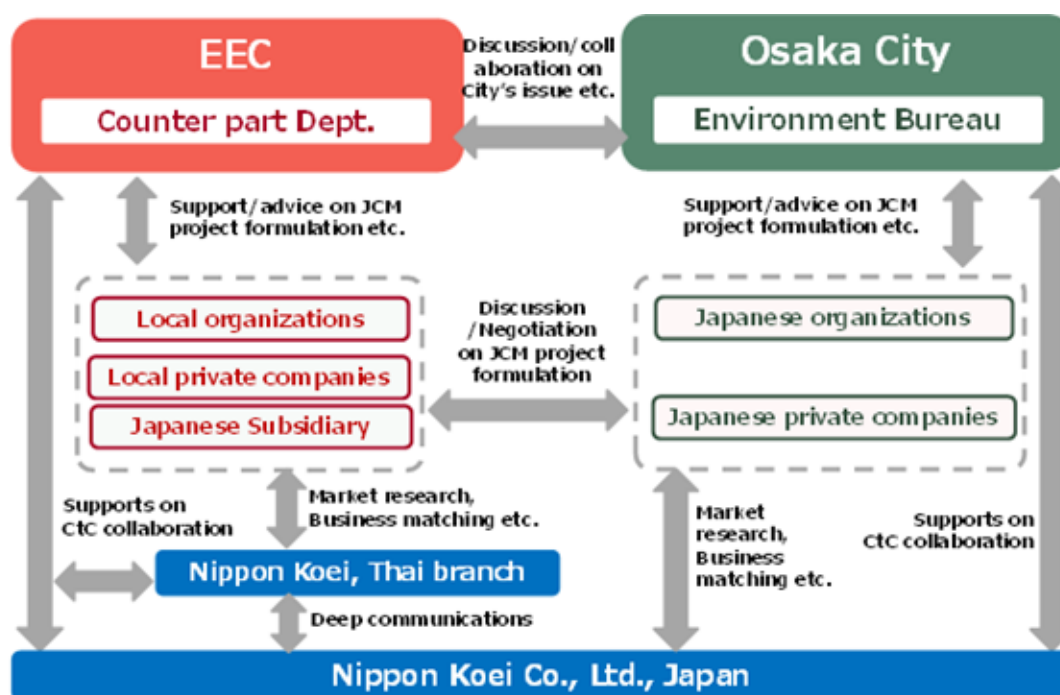 EEC
Counter part Dept.
Discussion/coll
aboration on
City's issue etc.
Osaka City
Environment Bureau
Support/advice on JCM
project formulation etc.
Support/advice on JCM
project formulation etc.
Local organizations
Local private companies
Japanese Subsidiary
Discussion
/Negotiation
on JCM project
formulation
Japanese organizations
Japanese private companies
Supports on
CtC collaboration
Market research,
Business matching etc.
Market
research,
Business
matching etc.
Supports on
CtC collaboration
Nippon Koei, Thai branch
Deep communications
Nippon Koei Co., Ltd., Japan